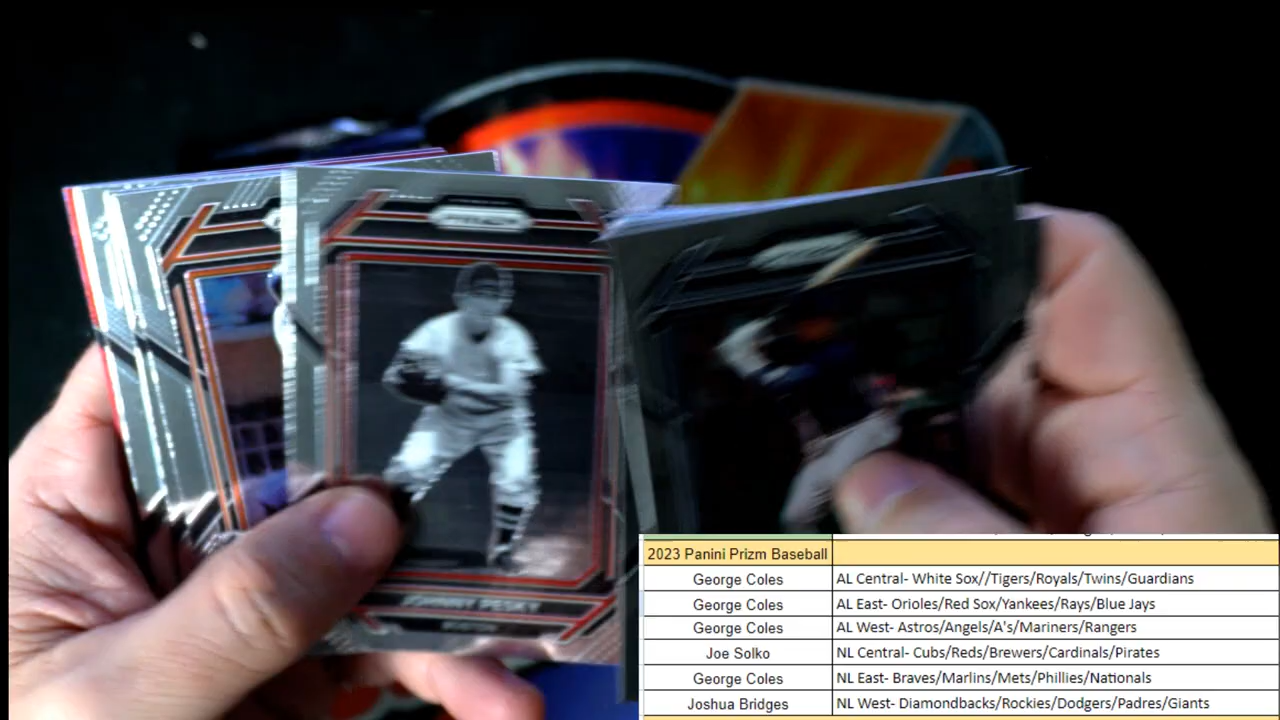 PRIZM
JOHNNY PESKY
2023 Panini Prizm Baseball
George Coles AL Central- White Sox//Tigers/Royals/Twins/Guardians
George Coles AL East- Orioles/Red Sox/Yankees/Rays/Blue Jays
George Coles AL West- Astros/Angels/A's/Mariners/Rangers
Joe Solko NL Central- Cubs/Reds/Brewers/Cardinals/Pirates
George Coles NL East- Braves/Marlins/Mets/Phillies/Nationals
Joshua Bridges NL West- Diamondbacks/Rockies/Dodgers/Padres/Giants